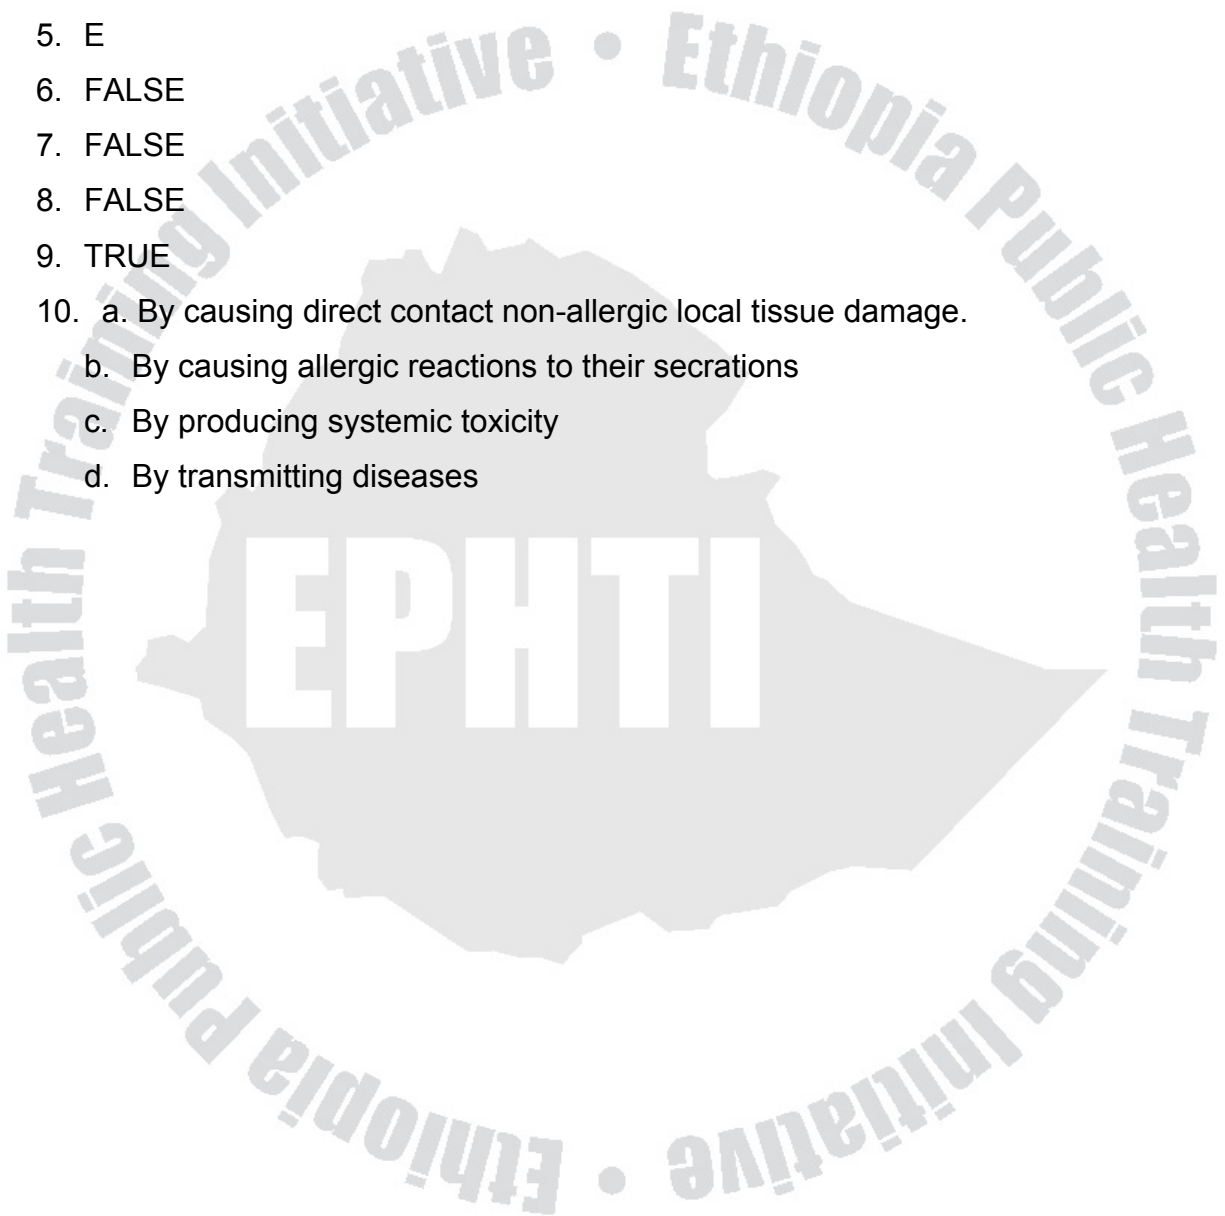 5. E
6. FALSE
7. FALSE
8. FALSE
9. TRUE
10. a. By causing direct contact non-allergic local tissue damage.
b. By causing allergic reactions to their secrations
c. By producing systemic toxicity
d. By transmitting diseases
EPHTI
Ethiopia Public Health Training Initiative • Ethiopia Public Health Training Initiative •